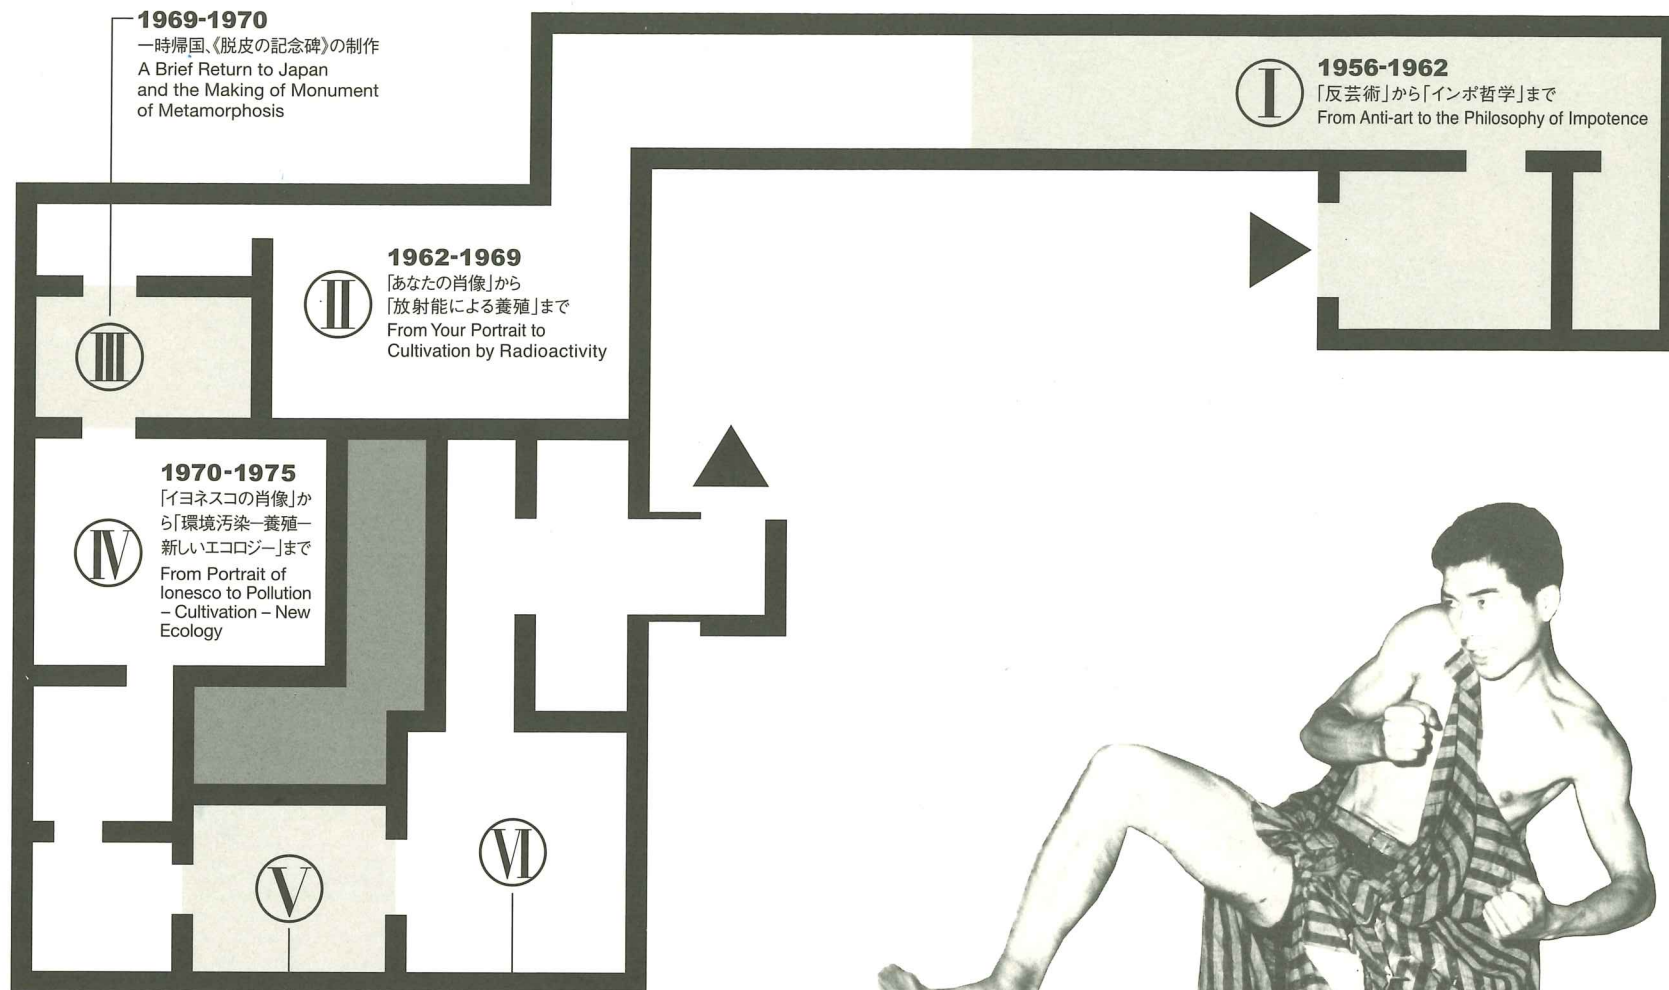 1969-1970
一時帰国、《脱皮の記念碑》の制作
A Brief Return to Japan
and the Making of Monument
of Metamorphosis
Ⅰ
1956-1962
「反芸術」から「インポ哲学」まで
From Anti-art to the Philosophy of Impotence
Ⅱ
1962-1969
「あなたの肖像」から
「放射能による養殖」まで
From Your Portrait to
Cultivation by Radioactivity
Ⅲ
Ⅳ
1970-1975
「イヨネスコの肖像」か
ら「環境汚染—養殖—
新しいエコロジー」まで
From Portrait of
Ionesco to Pollution
– Cultivation – New
Ecology
Ⅴ
Ⅵ